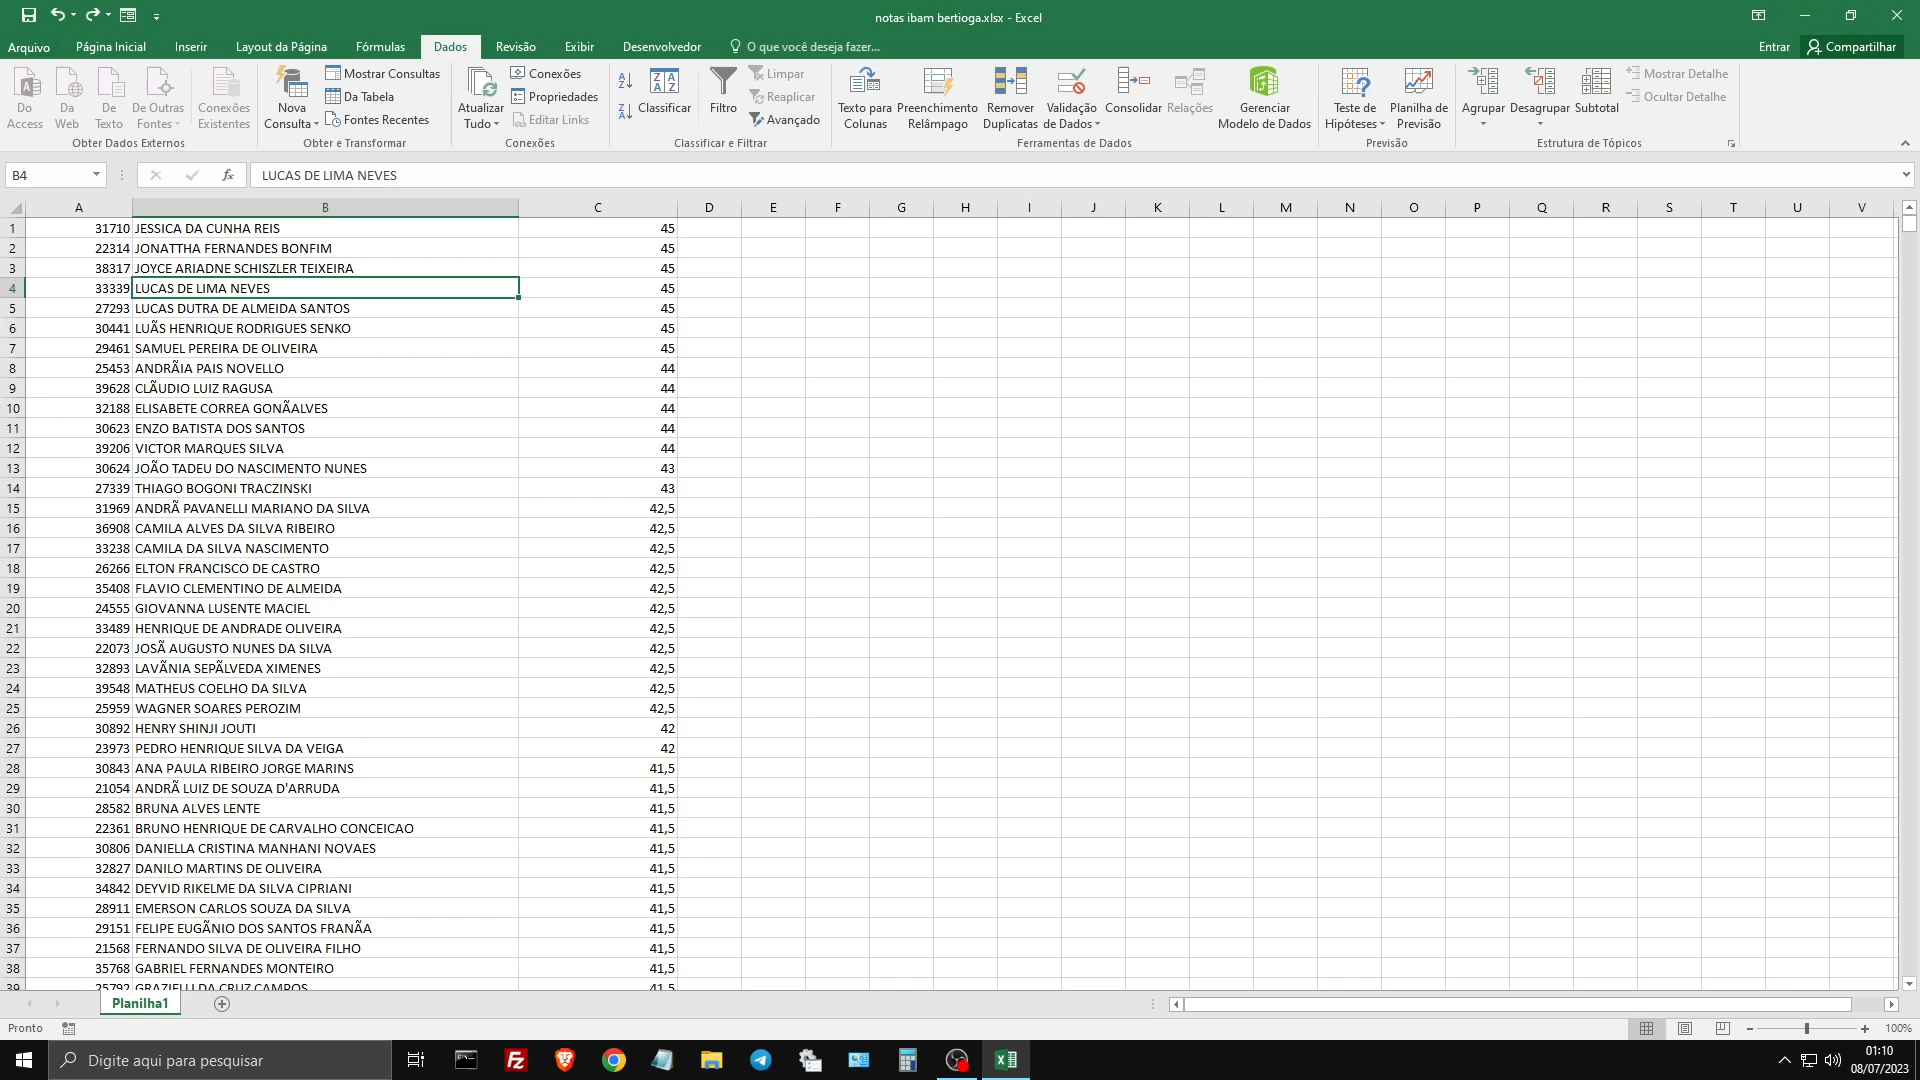 notas ibam bertioga.xlsx - Excel
Arquivo Página Inicial Inserir Layout da Página Fórmulas Dados Revisão Exibir Desenvolvedor O que você deseja fazer... Entrar Compartilhar
Do Access Da Web De Texto De Outras Fontes Conexões Existentes
Obter Dados Externos
Nova Consulta Mostrar Consultas Da Tabela Fontes Recentes
Obter e Transformar
Atualizar Tudo Conexões Propriedades Editar Links
Conexões
Classificar Filtro Limpar Reaplicar Avançado
Classificar e Filtrar
Texto para Colunas Preenchimento Relâmpago Remover Duplicatas Validação de Dados Consolidar Relações Gerenciar Modelo de Dados
Ferramentas de Dados
Teste de Hipóteses Planilha de Previsão
Previsão
Agrupar Desagrupar Subtotal Mostrar Detalhe Ocultar Detalhe
Estrutura de Tópicos
B4 fx LUCAS DE LIMA NEVES
A B C D E F G H I J K L M N O P Q R S T U V
1 31710 JESSICA DA CUNHA REIS 45
2 22314 JONATTHA FERNANDES BONFIM 45
3 38317 JOYCE ARIADNE SCHISZLER TEIXEIRA 45
4 33339 LUCAS DE LIMA NEVES 45
5 27293 LUCAS DUTRA DE ALMEIDA SANTOS 45
6 30441 LUÃS HENRIQUE RODRIGUES SENKO 45
7 29461 SAMUEL PEREIRA DE OLIVEIRA 45
8 25453 ANDRÃIA PAIS NOVELLO 44
9 39628 CLÃUDIO LUIZ RAGUSA 44
10 32188 ELISABETE CORREA GONÃALVES 44
11 30623 ENZO BATISTA DOS SANTOS 44
12 39206 VICTOR MARQUES SILVA 44
13 30624 JOÃO TADEU DO NASCIMENTO NUNES 43
14 27339 THIAGO BOGONI TRACZINSKI 43
15 31969 ANDRÃ PAVANELLI MARIANO DA SILVA 42,5
16 36908 CAMILA ALVES DA SILVA RIBEIRO 42,5
17 33238 CAMILA DA SILVA NASCIMENTO 42,5
18 26266 ELTON FRANCISCO DE CASTRO 42,5
19 35408 FLAVIO CLEMENTINO DE ALMEIDA 42,5
20 24555 GIOVANNA LUSENTE MACIEL 42,5
21 33489 HENRIQUE DE ANDRADE OLIVEIRA 42,5
22 22073 JOSÃ AUGUSTO NUNES DA SILVA 42,5
23 32893 LAVÃNIA SEPÃLVEDA XIMENES 42,5
24 39548 MATHEUS COELHO DA SILVA 42,5
25 25959 WAGNER SOARES PEROZIM 42,5
26 30892 HENRY SHINJI JOUTI 42
27 23973 PEDRO HENRIQUE SILVA DA VEIGA 42
28 30843 ANA PAULA RIBEIRO JORGE MARINS 41,5
29 21054 ANDRÃ LUIZ DE SOUZA D'ARRUDA 41,5
30 28582 BRUNA ALVES LENTE 41,5
31 22361 BRUNO HENRIQUE DE CARVALHO CONCEICAO 41,5
32 30806 DANIELLA CRISTINA MANHANI NOVAES 41,5
33 32827 DANILO MARTINS DE OLIVEIRA 41,5
34 34842 DEYVID RIKELME DA SILVA CIPRIANI 41,5
35 28911 EMERSON CARLOS SOUZA DA SILVA 41,5
36 29151 FELIPE EUGÃNIO DOS SANTOS FRANÃA 41,5
37 21568 FERNANDO SILVA DE OLIVEIRA FILHO 41,5
38 35768 GABRIEL FERNANDES MONTEIRO 41,5
39 25792 GRAZIELLI DA CRUZ CAMPOS 41,5
Planilha1
Pronto 100%
Digite aqui para pesquisar
01:10
08/07/2023